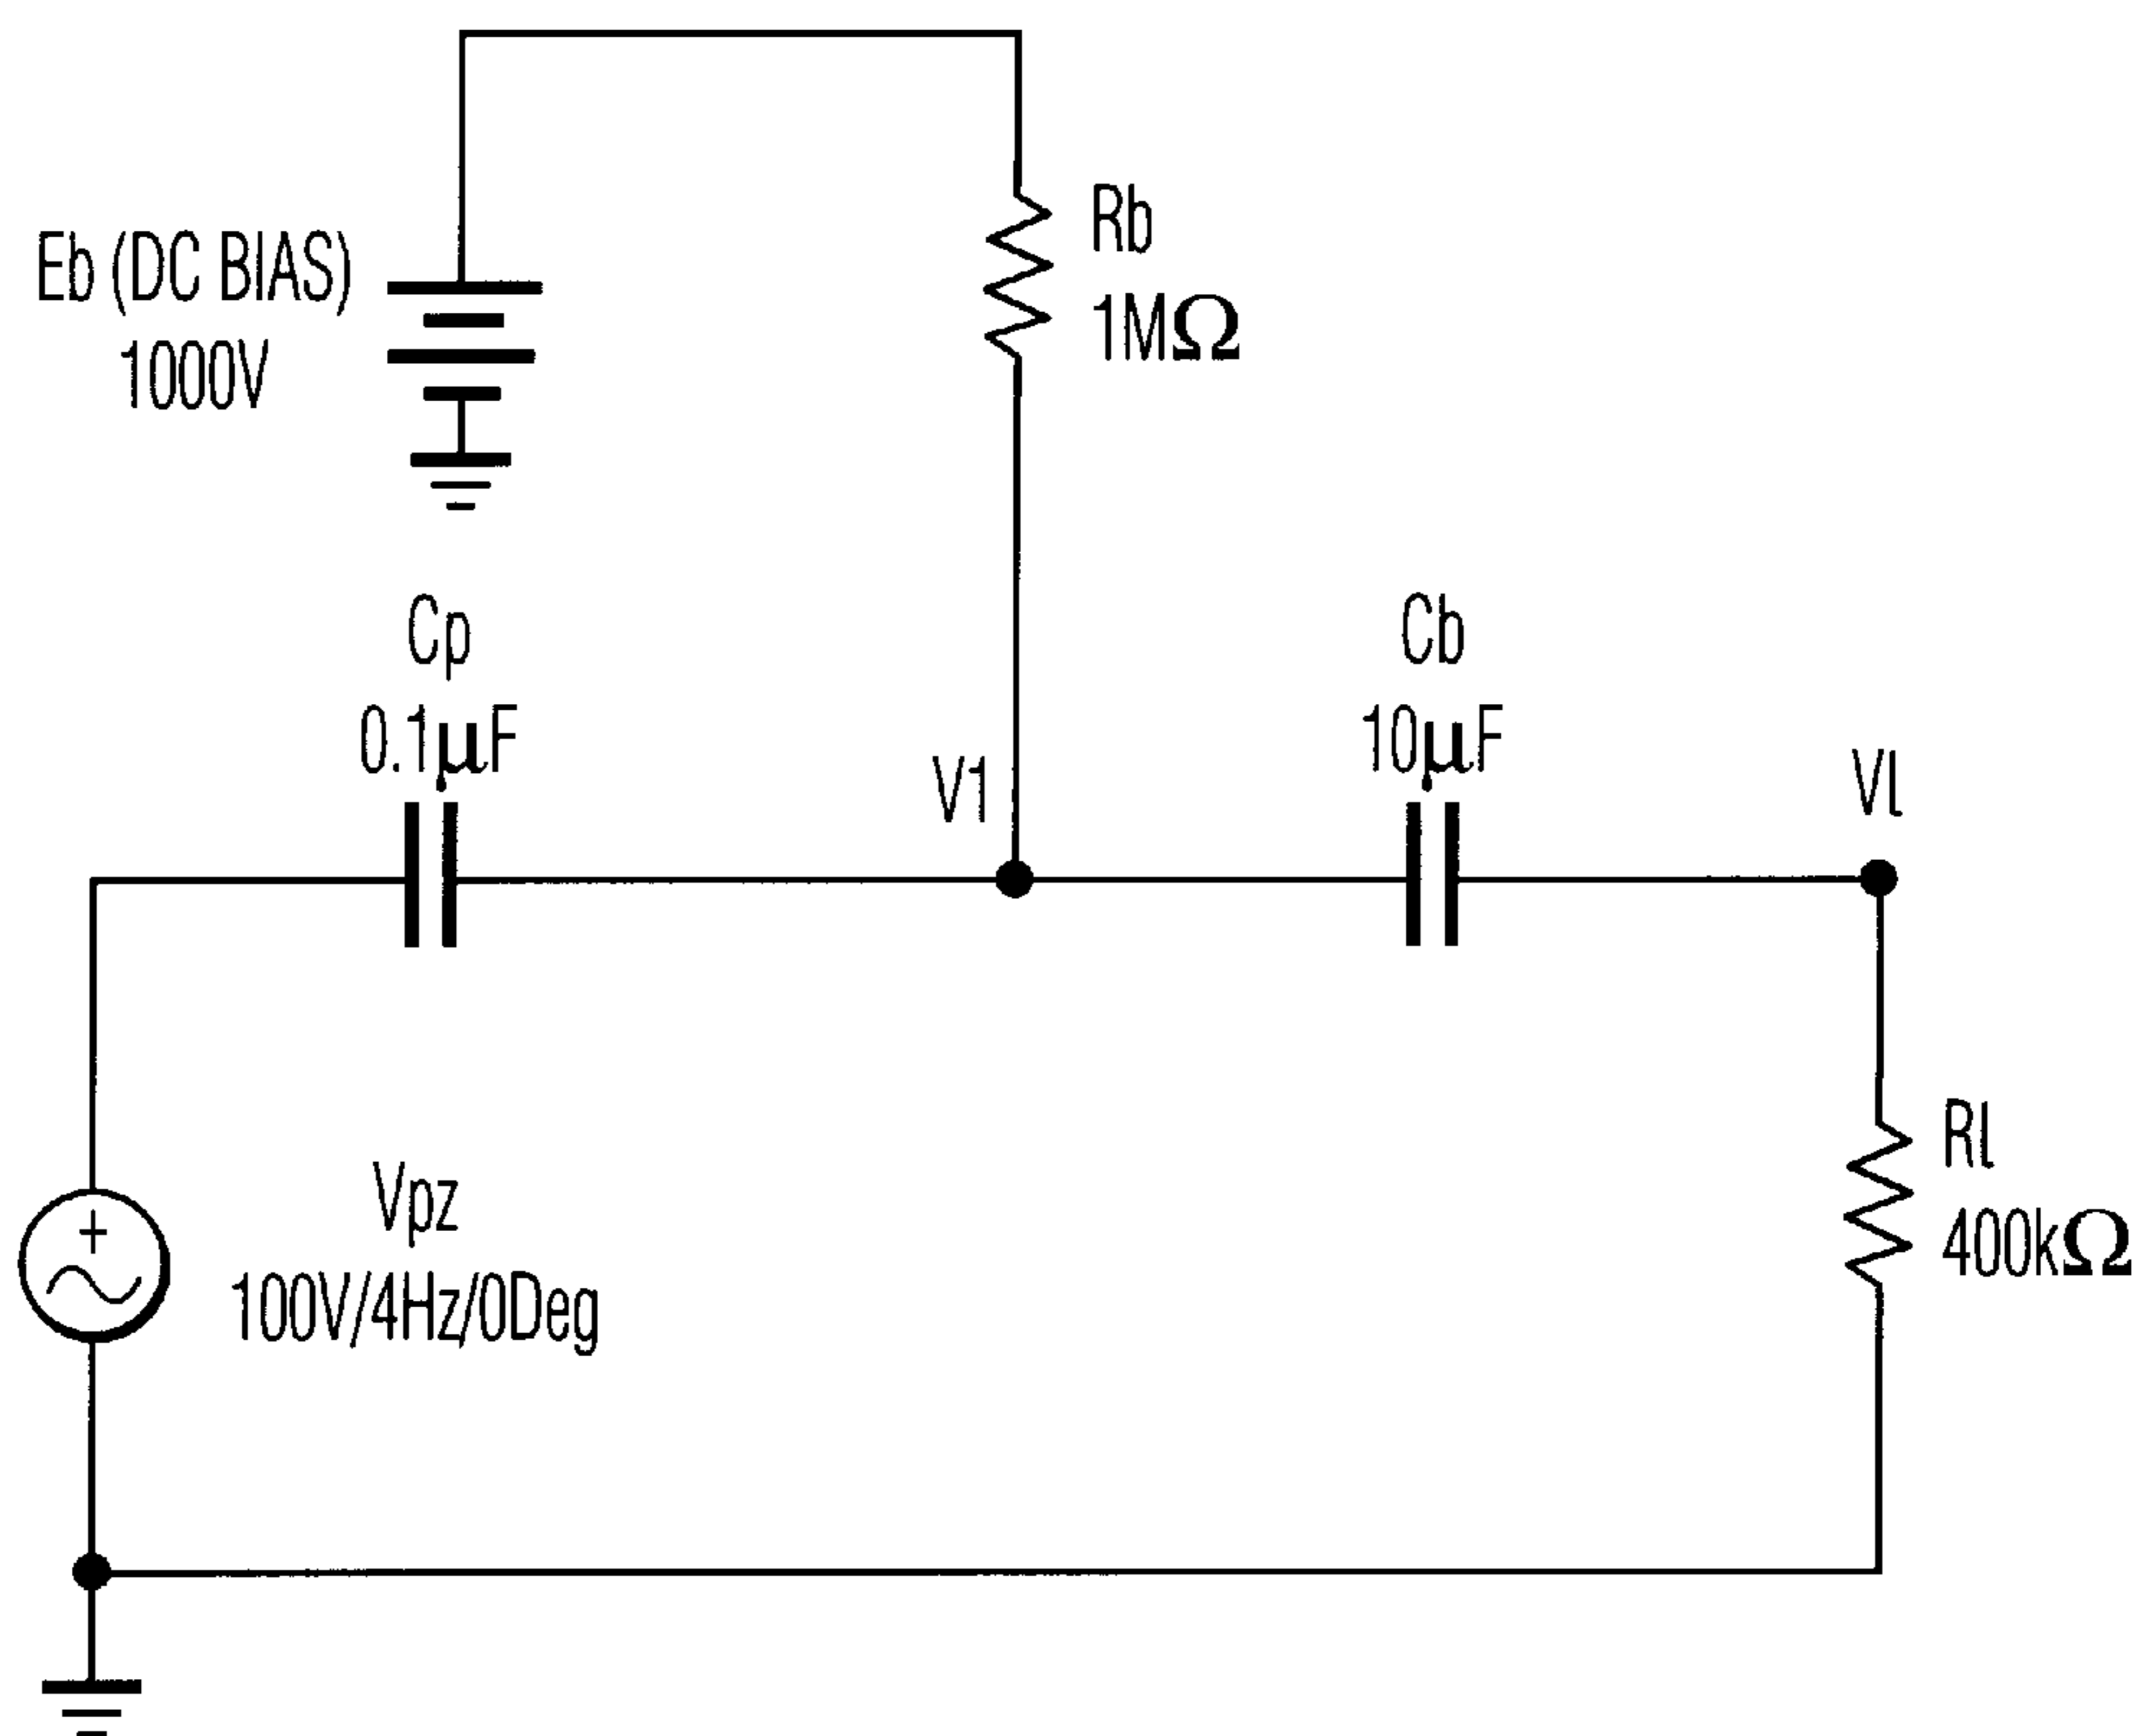 Eb (DC BIAS)
1000V
Rb
1MΩ
Cp
0.1µF
V1
Cb
10µF
Vl
Vpz
100V/4Hz/0Deg
Rl
400kΩ